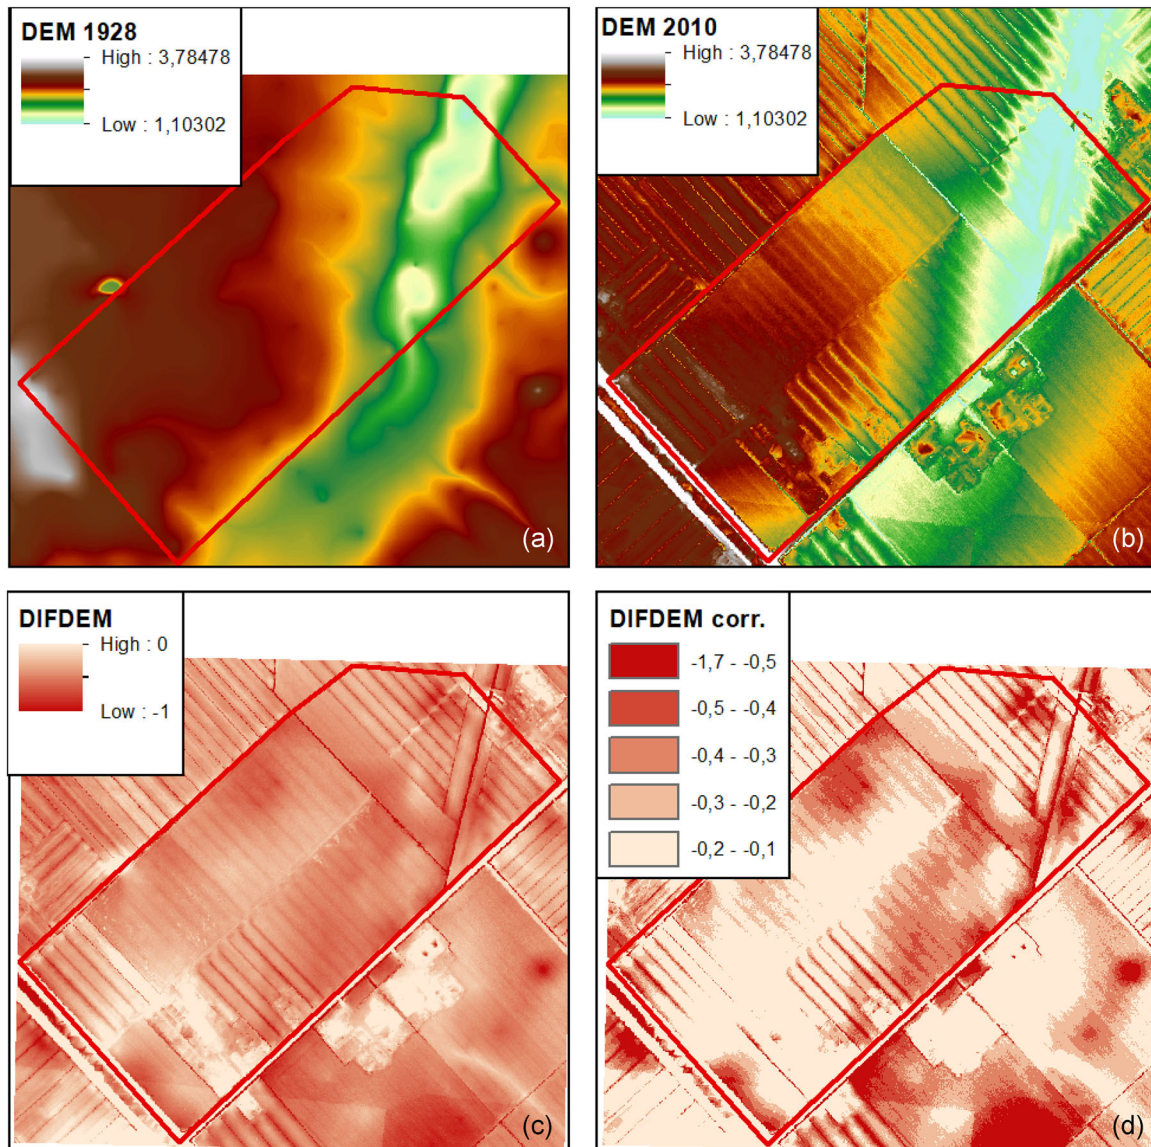 DEM 1928
High : 3,78478
Low : 1,10302
(a)
DEM 2010
High : 3,78478
Low : 1,10302
(b)
DIFDEM
High : 0
Low : -1
(c)
DIFDEM corr.
-1,7 - -0,5
-0,5 - -0,4
-0,4 - -0,3
-0,3 - -0,2
-0,2 - -0,1
(d)